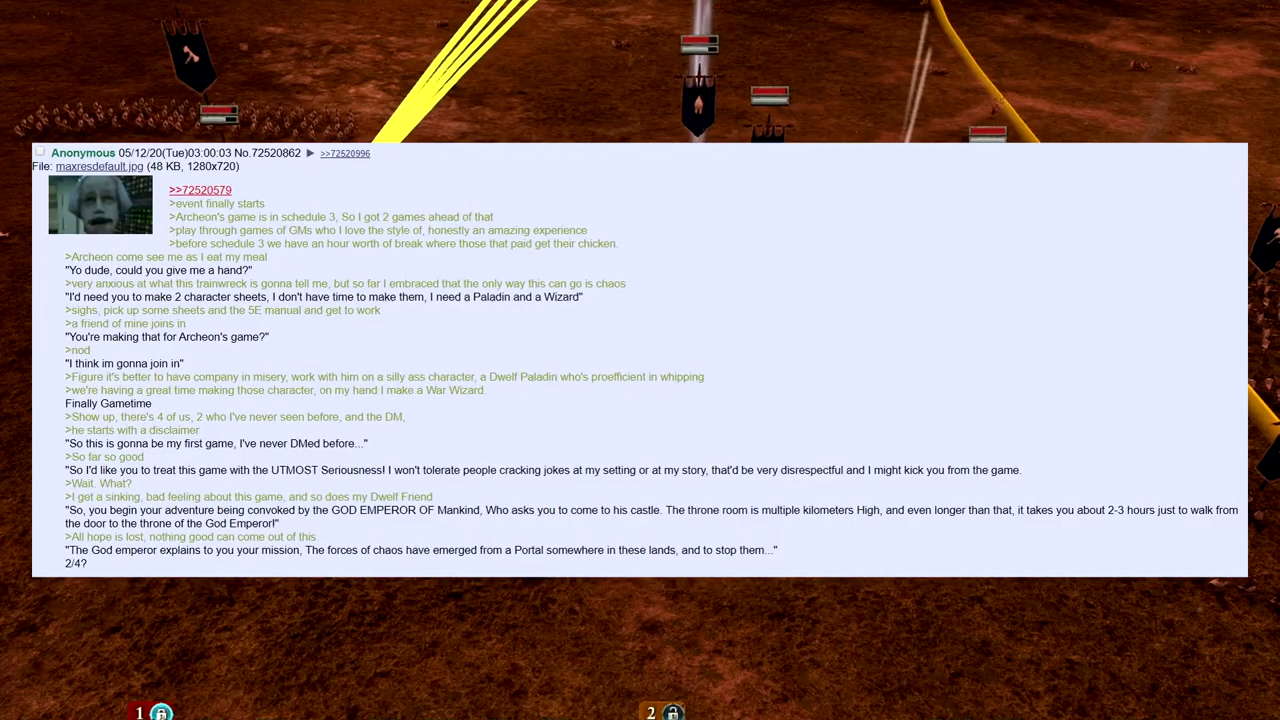 Anonymous 05/12/20(Tue)03:00:03 No.72520862 ▶ >>72520996
File: maxresdefault.jpg (48 KB, 1280x720)
>>72520579
>event finally starts
>Archeon's game is in schedule 3, So I got 2 games ahead of that
>play through games of GMs who I love the style of, honestly an amazing experience
>before schedule 3 we have an hour worth of break where those that paid get their chicken.
>Archeon come see me as I eat my meal
"Yo dude, could you give me a hand?"
>very anxious at what this trainwreck is gonna tell me, but so far I embraced that the only way this can go is chaos
"I'd need you to make 2 character sheets, I don't have time to make them, I need a Paladin and a Wizard"
>sighs, pick up some sheets and the 5E manual and get to work
>a friend of mine joins in
"You're making that for Archeon's game?"
>nod
"I think im gonna join in"
>Figure it's better to have company in misery, work with him on a silly ass character, a Dwelf Paladin who's proefficient in whipping
>we're having a great time making those character, on my hand I make a War Wizard.
Finally Gametime
>Show up, there's 4 of us, 2 who I've never seen before, and the DM,
>he starts with a disclaimer
"So this is gonna be my first game, I've never DMed before..."
>So far so good
"So I'd like you to treat this game with the UTMOST Seriousness! I won't tolerate people cracking jokes at my setting or at my story, that'd be very disrespectful and I might kick you from the game.
>Wait. What?
>I get a sinking, bad feeling about this game, and so does my Dwelf Friend
"So, you begin your adventure being convoked by the GOD EMPEROR OF Mankind, Who asks you to come to his castle. The throne room is multiple kilometers High, and even longer than that, it takes you about 2-3 hours just to walk from
the door to the throne of the God Emperor!"
>All hope is lost, nothing good can come out of this.
"The God emperor explains to you your mission, The forces of chaos have emerged from a Portal somewhere in these lands, and to stop them..."
2/4?
1
2